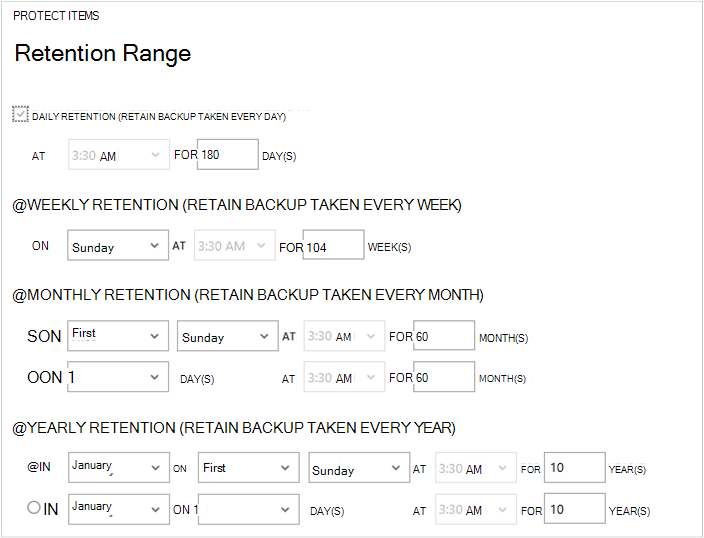 PROTECT ITEMS
Retention Range
DAILY RETENTION (RETAIN BACKUP TAKEN EVERY DAY)
AT 3:30 AM FOR 180 DAY(S)
@WEEKLY RETENTION (RETAIN BACKUP TAKEN EVERY WEEK)
ON Sunday AT 3:30 AM FOR 104 WEEK(S)
@MONTHLY RETENTION (RETAIN BACKUP TAKEN EVERY MONTH)
SON First Sunday AT 3:30 AM FOR 60 MONTH(S)
OON 1 DAY(S) AT 3:30 AM FOR 60 MONTH(S)
@YEARLY RETENTION (RETAIN BACKUP TAKEN EVERY YEAR)
@IN January ON First Sunday AT 3:30 AM FOR 10 YEAR(S)
IN January ON 1 DAY(S) AT 3:30 AM FOR 10 YEAR(S)